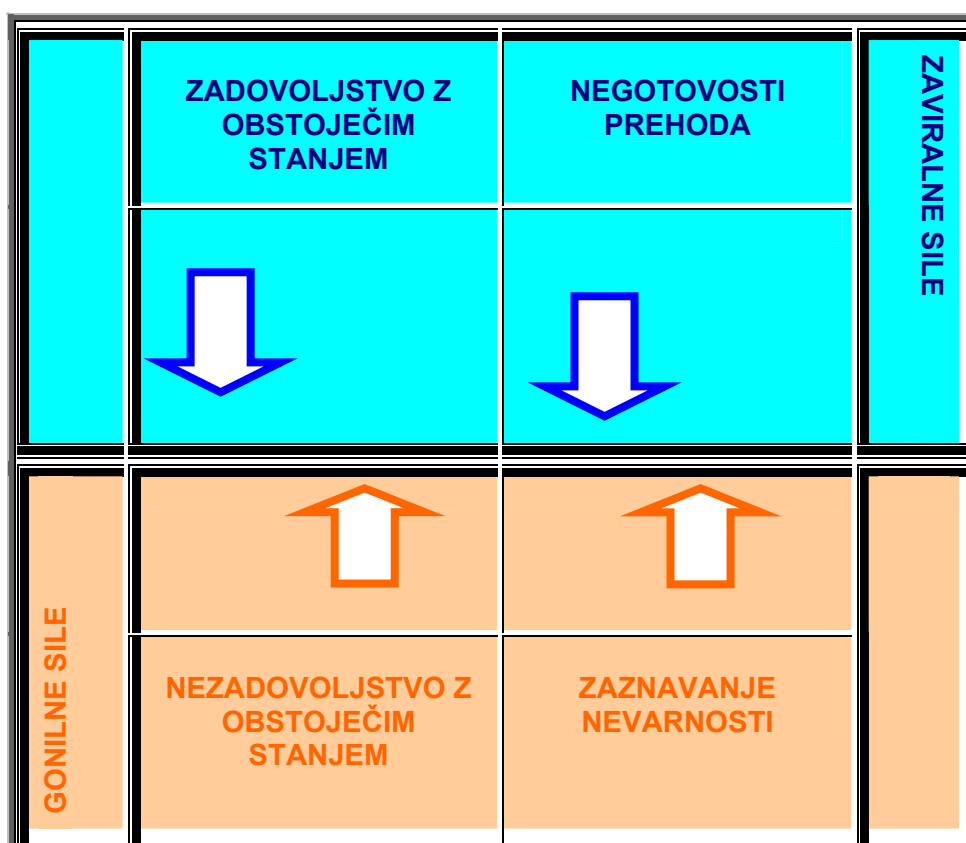 ZADOVOLJSTVO Z
OBSTOJEČIM
STANJEM
NEGOTOVOSTI
PREHODA
ZAVIRALNE SILE
GONILNE SILE
NEZADOVOLJSTVO Z
OBSTOJEČIM
STANJEM
ZAZNAVANJE
NEVARNOSTI